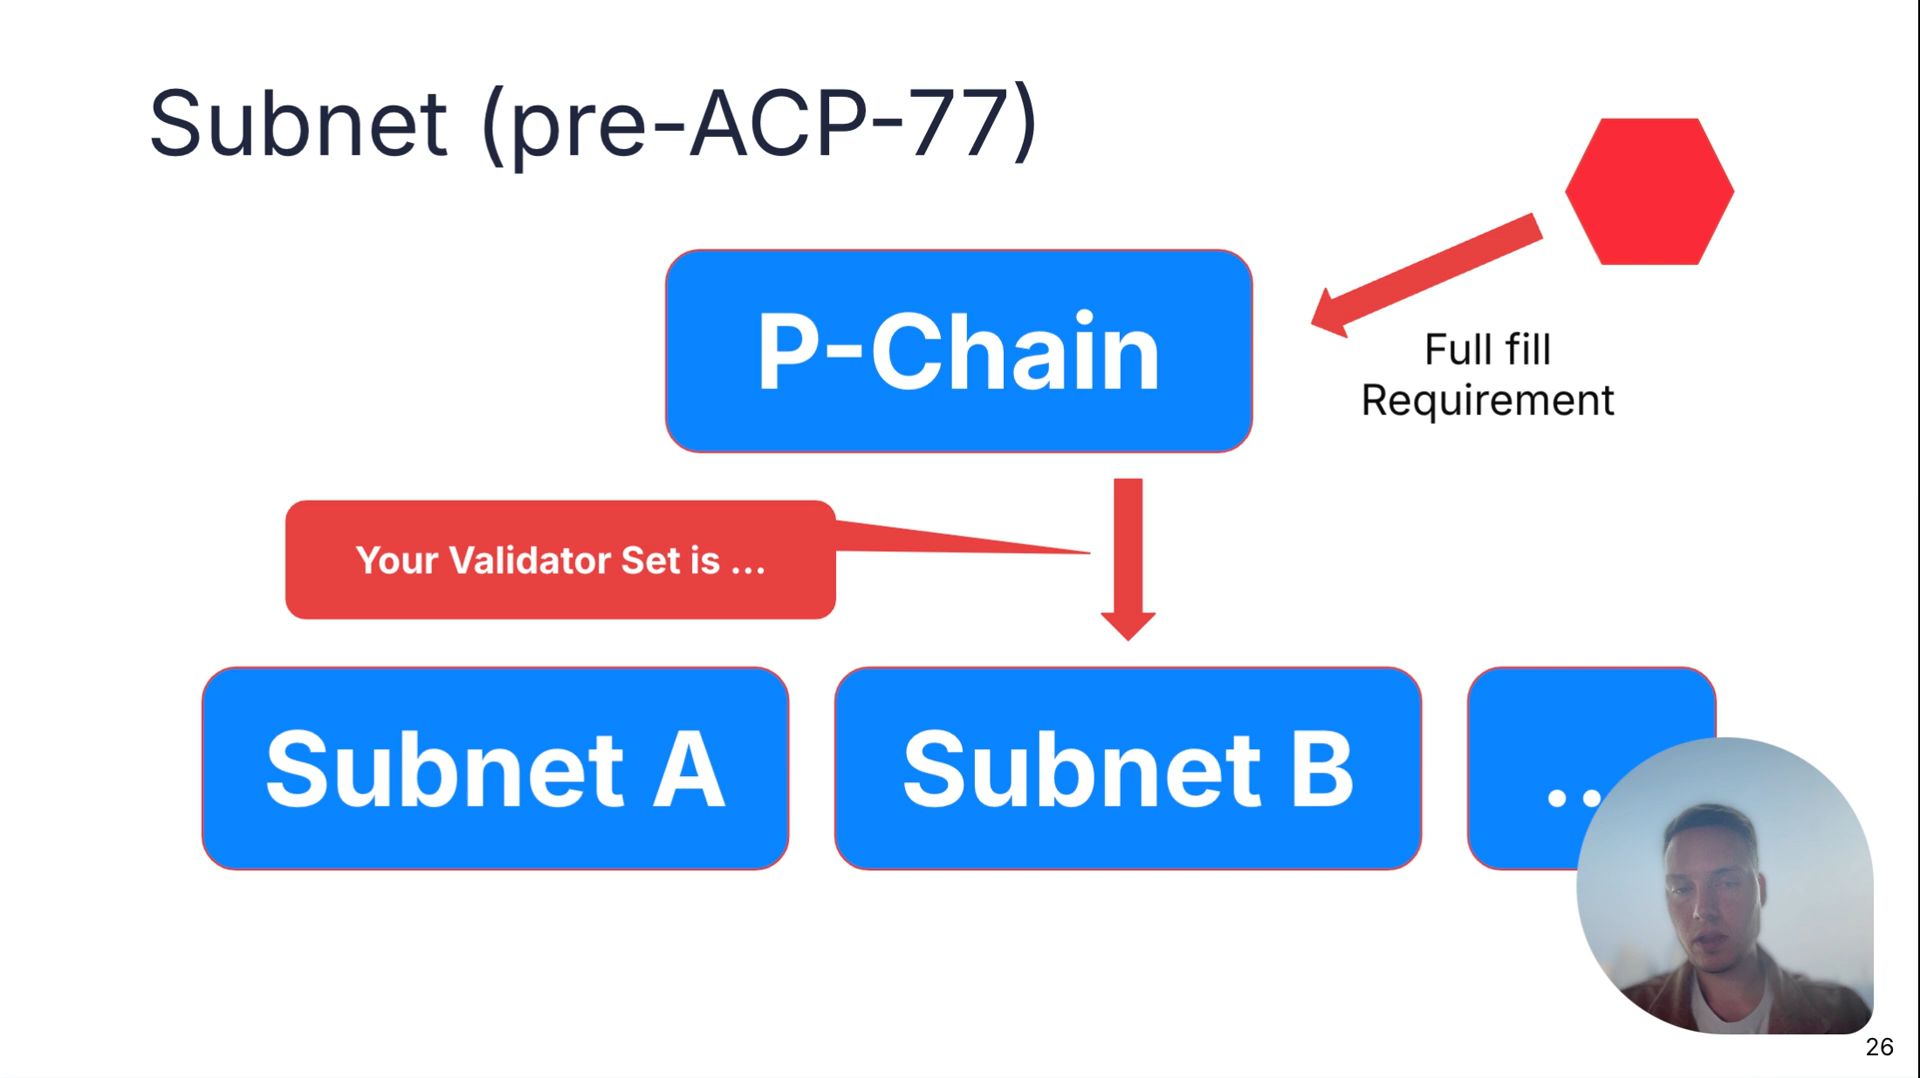 Subnet (pre-ACP-77)
P-Chain
Full fill
Requirement
Your Validator Set is ...
Subnet A
Subnet B
..
26